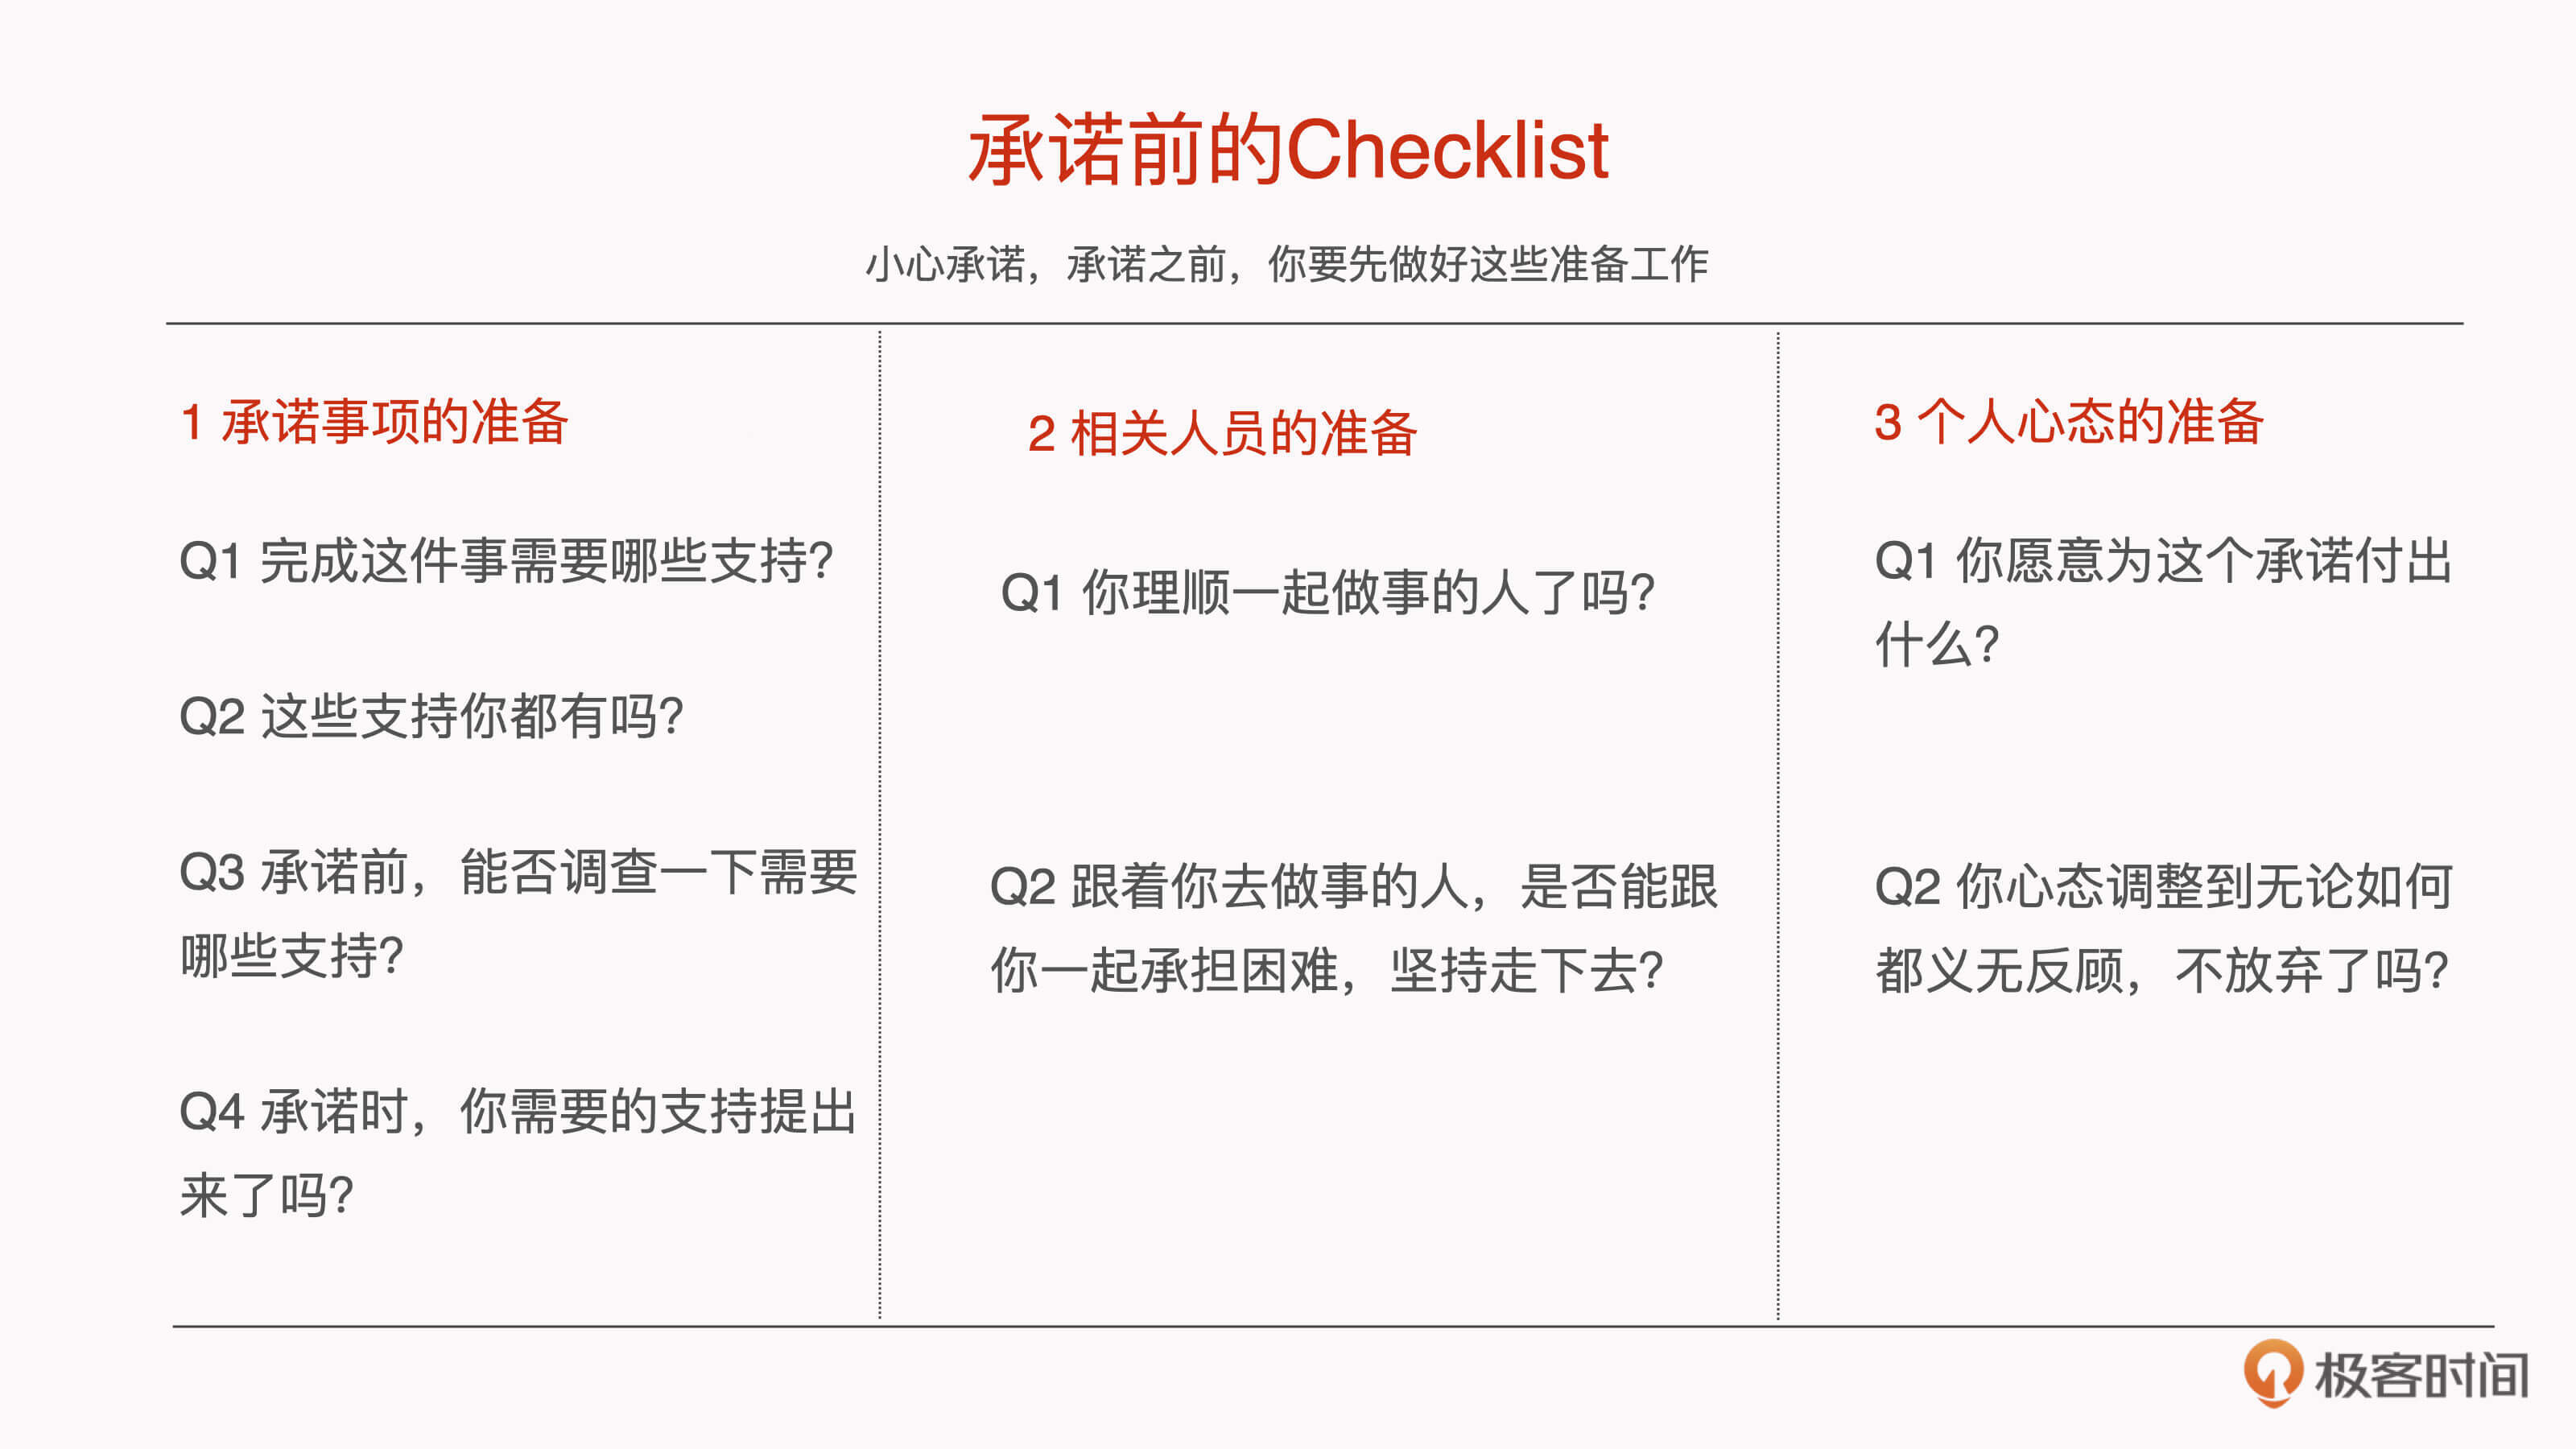 承诺前的Checklist
小心承诺，承诺之前，你要先做好这些准备工作
1 承诺事项的准备
Q1 完成这件事需要哪些支持？
Q2 这些支持你都有吗？
Q3 承诺前，能否调查一下需要
哪些支持？
Q4 承诺时，你需要的支持提出
来了吗？
2 相关人员的准备
Q1 你理顺一起做事的人了吗？
Q2 跟着你去做事的人，是否能跟
你一起承担困难，坚持走下去？
3 个人心态的准备
Q1 你愿意为这个承诺付出
什么？
Q2 你心态调整到无论如何
都义无反顾，不放弃了吗？
极客时间